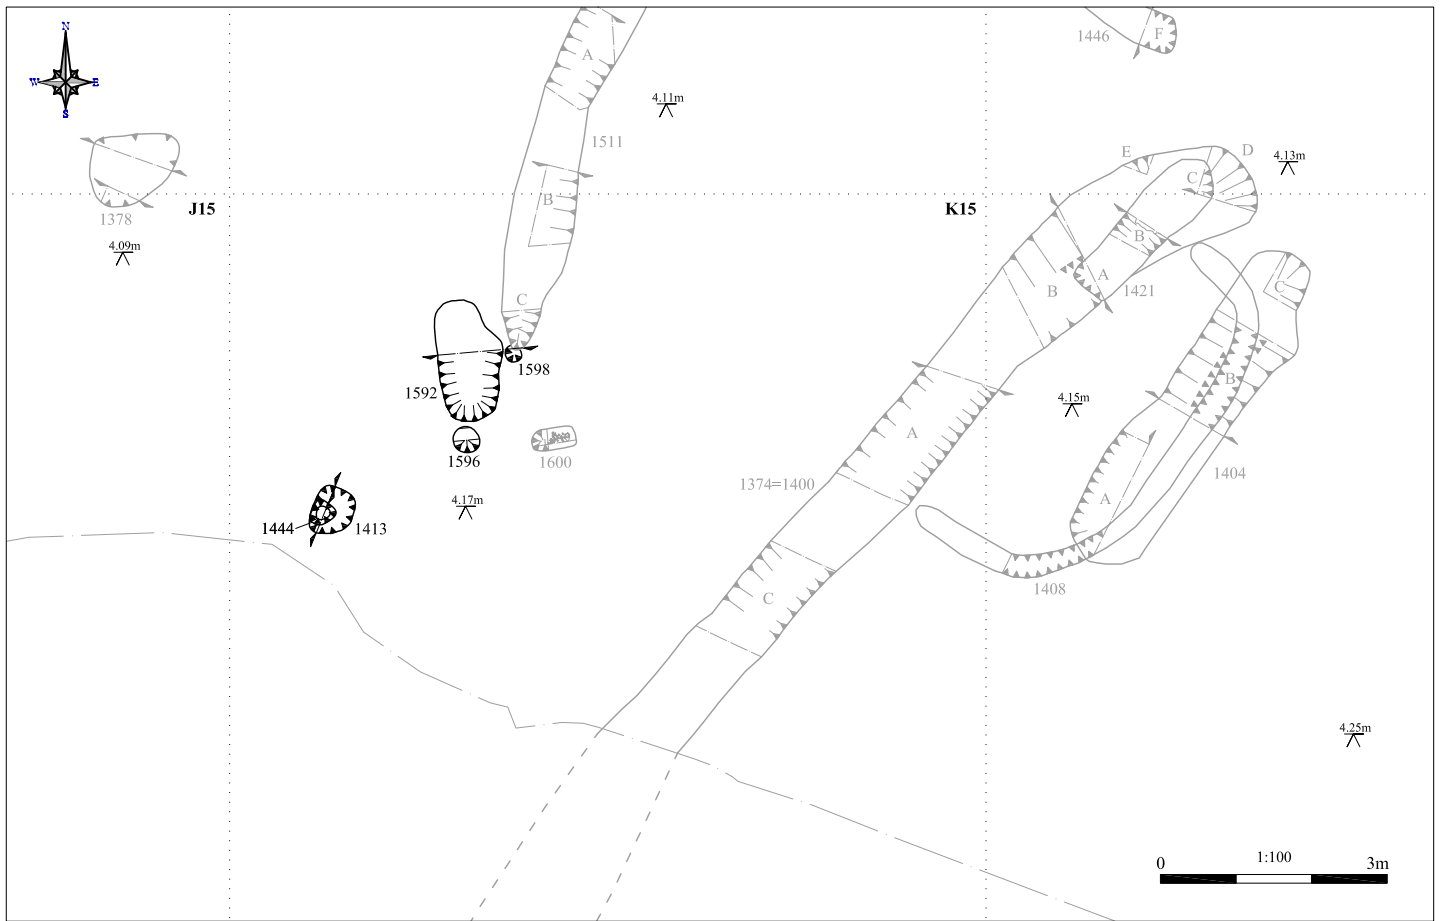 N
W E
S
A
1446
F
4.11m
1511
E
D
4.13m
C
1378
J15
K15
B
B
4.09m
A
B
1421
C
C
1598
1592
B
4.15m
A
1596
1600
1404
1374=1400
4.17m
A
1444
1413
1408
C
4.25m
0 1:100 3m